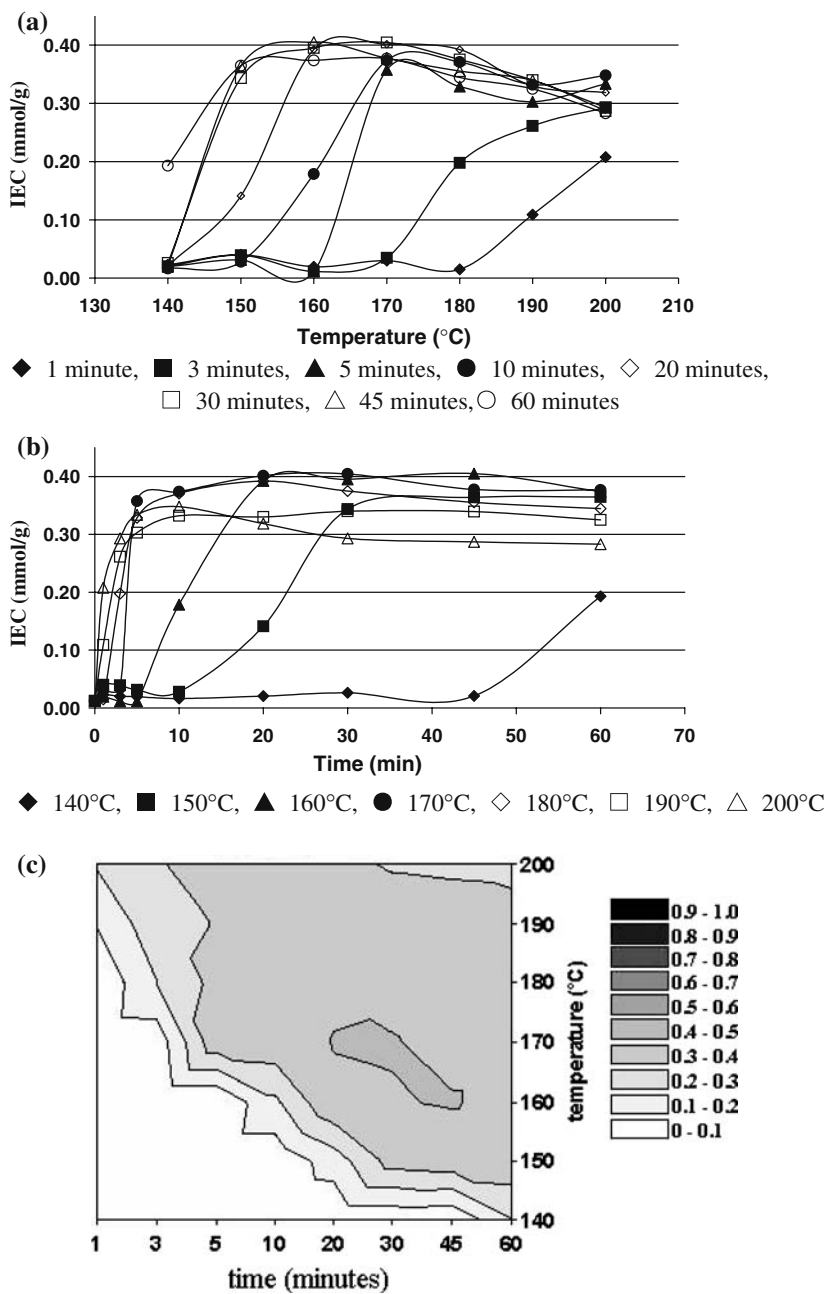 (a)
IEC (mmol/g)
0.40
0.30
0.20
0.10
0.00
130 140 150 160 170 180 190 200 210
Temperature (°C)
◆ 1 minute, ■ 3 minutes, ▲ 5 minutes, ● 10 minutes, ◇ 20 minutes,
□ 30 minutes, △ 45 minutes, ○ 60 minutes
(b)
IEC (mmol/g)
0.40
0.30
0.20
0.10
0.00
0 10 20 30 40 50 60 70
Time (min)
◆ 140°C, ■ 150°C, ▲ 160°C, ● 170°C, ◇ 180°C, □ 190°C, △ 200°C
(c)
200
190
180
170
160
150
140
temperature (°C)
1 3 5 10 20 30 45 60
time (minutes)
0.9 - 1.0
0.8 - 0.9
0.7 - 0.8
0.6 - 0.7
0.5 - 0.6
0.4 - 0.5
0.3 - 0.4
0.2 - 0.3
0.1 - 0.2
0 - 0.1